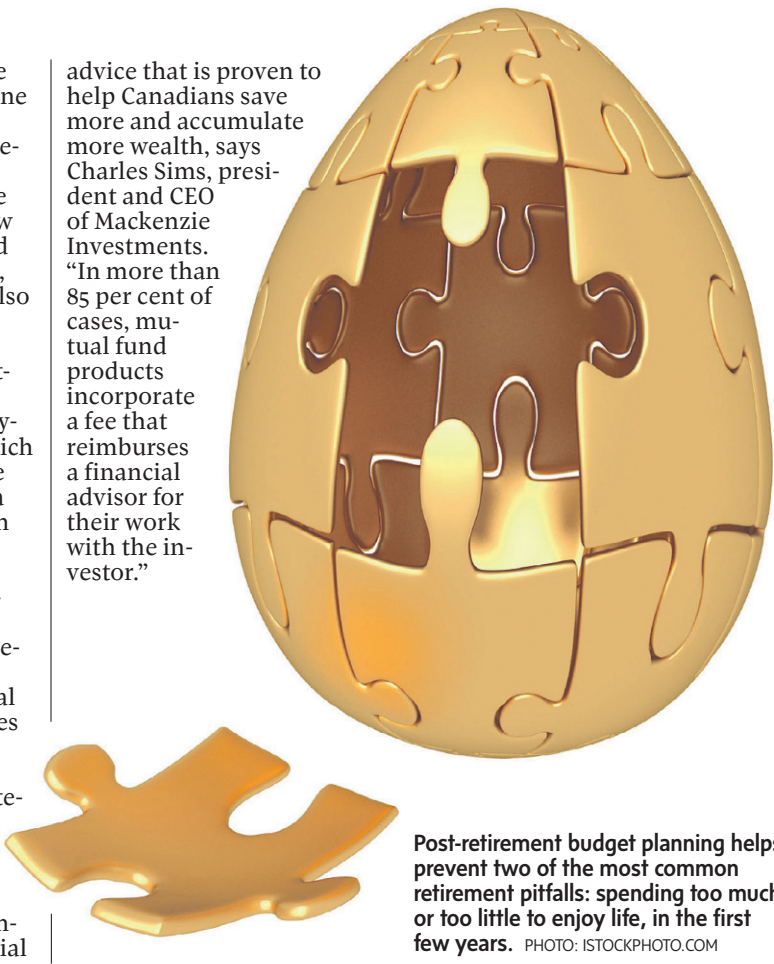 advice that is proven to
help Canadians save
more and accumulate
more wealth, says
Charles Sims, presi-
dent and CEO
of Mackenzie
Investments.
“In more than
85 per cent of
cases, mu-
tual fund
products
incorporate
a fee that
reimburses
a financial
advisor for
their work
with the in-
vestor.”
Post-retirement budget planning helps
prevent two of the most common
retirement pitfalls: spending too much
or too little to enjoy life, in the first
few years. PHOTO: ISTOCKPHOTO.COM